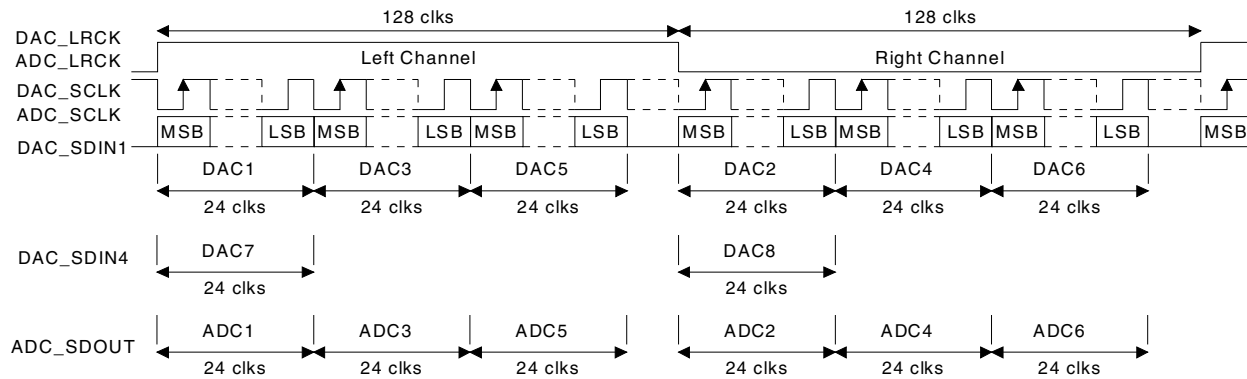 128 clks 128 clks
DAC_LRCK
ADC_LRCK Left Channel Right Channel
DAC_SCLK
ADC_SCLK
DAC_SDIN1 MSB LSB MSB LSB MSB LSB MSB LSB MSB LSB MSB LSB MSB
DAC1 DAC3 DAC5 DAC2 DAC4 DAC6
24 clks 24 clks 24 clks 24 clks 24 clks 24 clks
DAC_SDIN4 DAC7 DAC8
24 clks 24 clks
ADC_SDOUT ADC1 ADC3 ADC5 ADC2 ADC4 ADC6
24 clks 24 clks 24 clks 24 clks 24 clks 24 clks